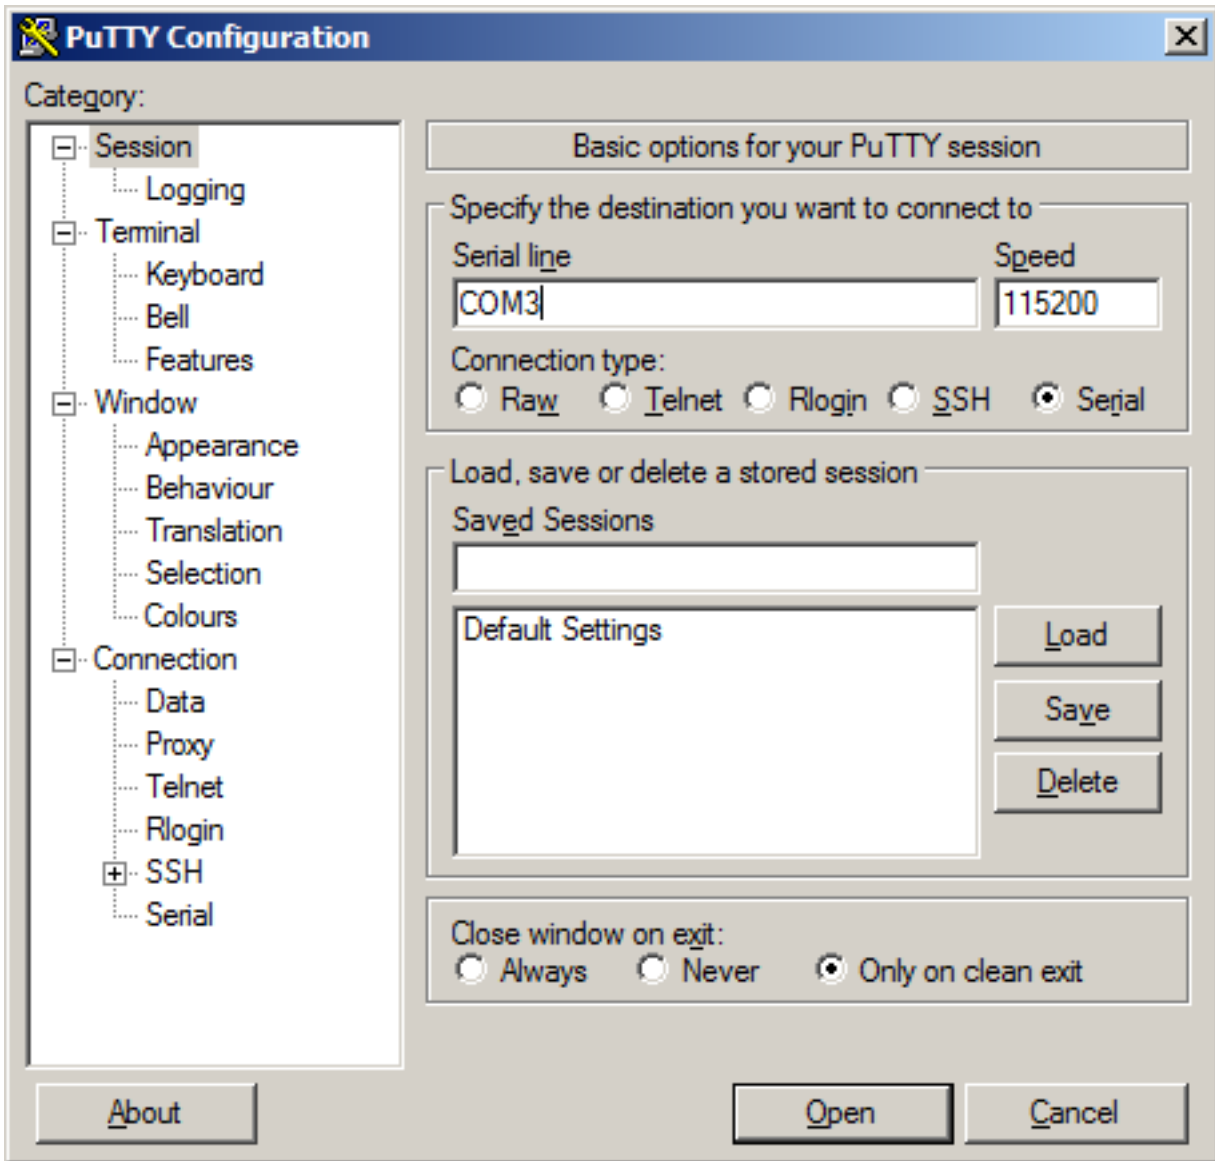 PuTTY Configuration
Category:
Session
Logging
Terminal
Keyboard
Bell
Features
Window
Appearance
Behaviour
Translation
Selection
Colours
Connection
Data
Proxy
Telnet
Rlogin
SSH
Serial
Basic options for your PuTTY session
Specify the destination you want to connect to
Serial line Speed
COM3 115200
Connection type:
Raw Telnet Rlogin SSH Serial
Load, save or delete a stored session
Saved Sessions
Default Settings
Load
Save
Delete
Close window on exit:
Always Never Only on clean exit
About Open Cancel